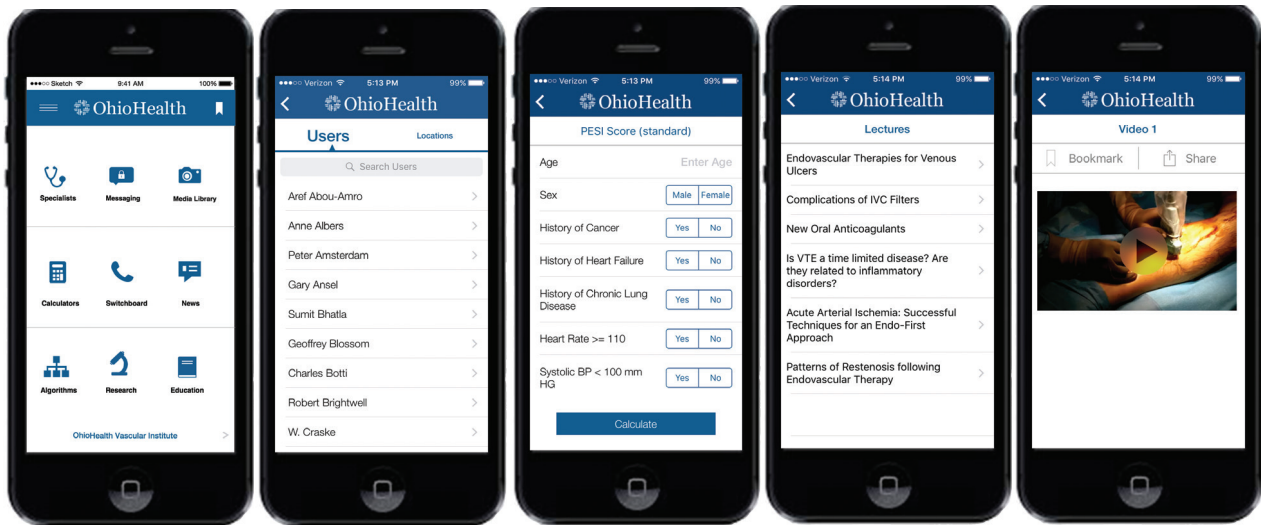 Sketch 9:41 AM 100%
OhioHealth
Specialists Messaging Media Library
Calculators Switchboard News
Algorithms Research Education
OhioHealth Vascular Institute >
Verizon 5:13 PM 99%
< OhioHealth
Users Locations
Search Users
Aref Abou-Amro >
Anne Albers >
Peter Amsterdam >
Gary Ansel >
Sumit Bhatla >
Geoffrey Blossom >
Charles Botti >
Robert Brightwell >
W. Craske >
Verizon 5:13 PM 99%
< OhioHealth
PESI Score (standard)
Age Enter Age
Sex Male Female
History of Cancer Yes No
History of Heart Failure Yes No
History of Chronic Lung
Disease Yes No
Heart Rate >= 110 Yes No
Systolic BP < 100 mm
HG Yes No
Calculate
Verizon 5:14 PM 99%
< OhioHealth
Lectures
Endovascular Therapies for Venous
Ulcers >
Complications of IVC Filters >
New Oral Anticoagulants >
Is VTE a time limited disease? Are
they related to inflammatory
disorders? >
Acute Arterial Ischemia: Successful
Techniques for an Endo-First
Approach >
Patterns of Restenosis following
Endovascular Therapy >
Verizon 5:14 PM 99%
< OhioHealth
Video 1
Bookmark Share